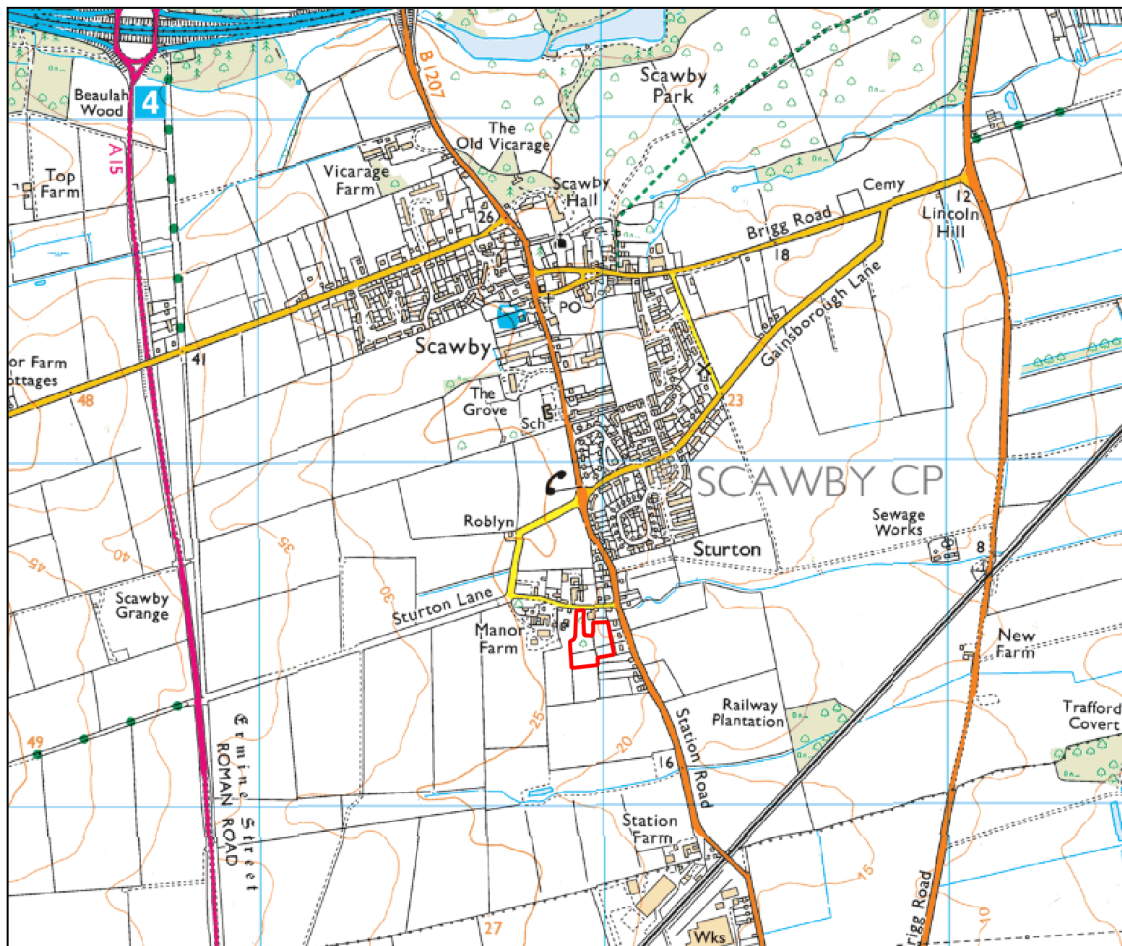 B 1207
Beaulah
Wood
4
A15
Scawby
Park
The
Old Vicarage
Top
Farm
Vicarage
Farm
Scawby
Hall
26
Cemy
12
Lincoln
Hill
Brigg Road
18
PO
Gainsborough Lane
Scawby
41
or Farm
ottages
48
The
Grove
Sch
23
SCAWBY CP
Roblyn
Sewage
Works
8
Sturton
35
40
45
30
Scawby
Grange
Sturton Lane
Manor
Farm
New
Farm
25
20
Railway
Plantation
Trafford
Covert
49
Ermine Street
ROMAN ROAD
Station Road
16
Station
Farm
15
10
rigg Road
27
Wks